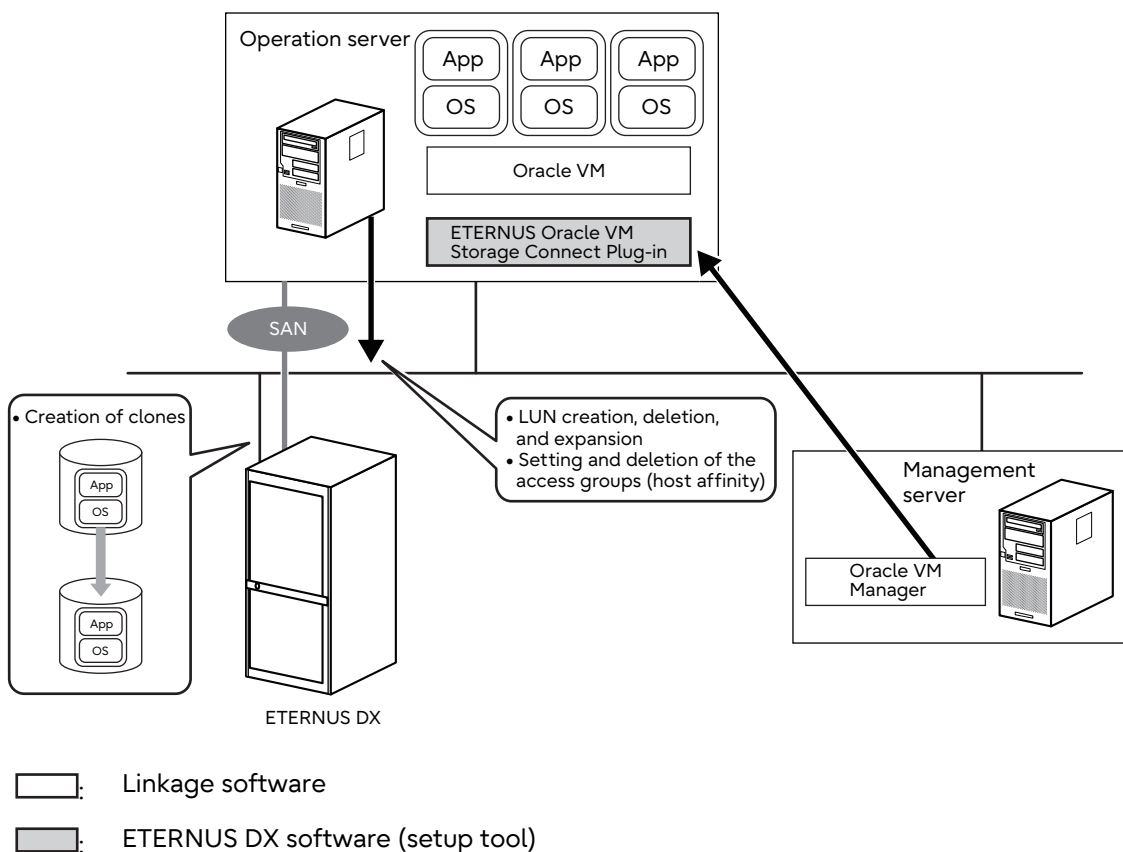 Operation server
App
App
App
OS
OS
OS
Oracle VM
ETERNUS Oracle VM
Storage Connect Plug-in
SAN
• Creation of clones
App
OS
App
OS
• LUN creation, deletion,
and expansion
• Setting and deletion of the
access groups (host affinity)
Management
server
Oracle VM
Manager
ETERNUS DX
: Linkage software
: ETERNUS DX software (setup tool)